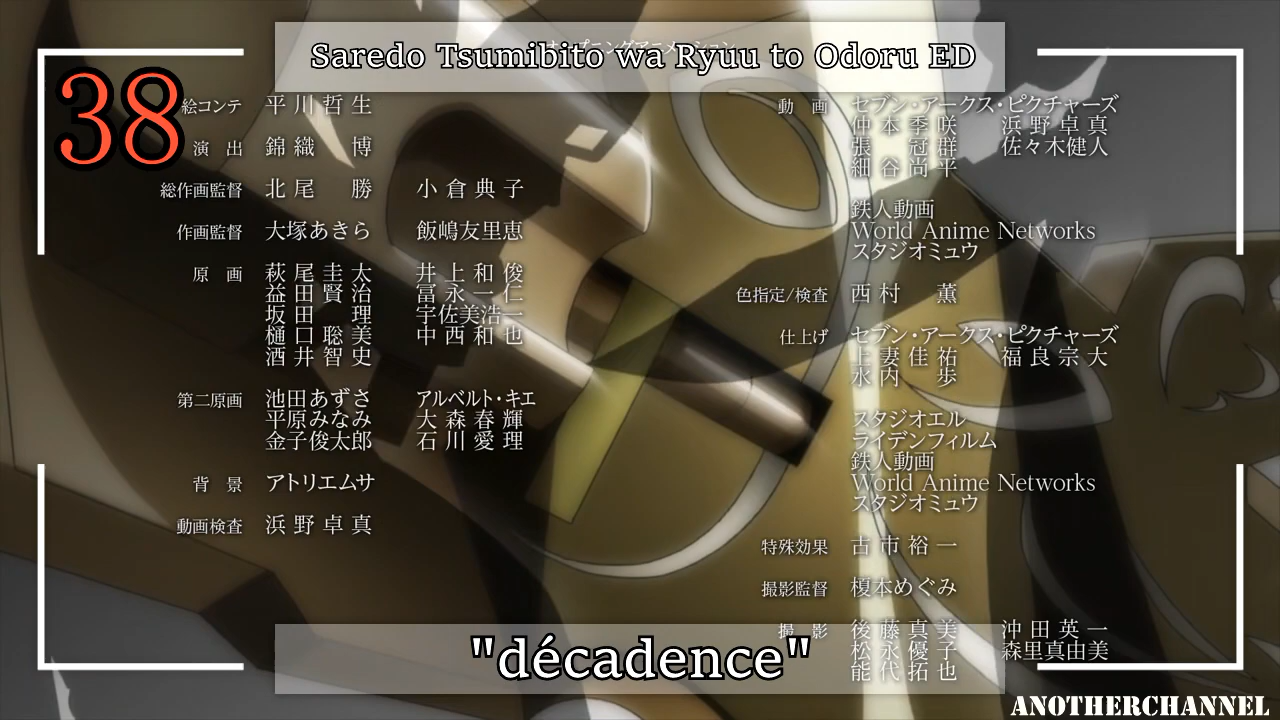 オープニングアニメーション
Saredo Tsumibito wa Ryuu to Odoru ED
38
絵コンテ 平川哲生
演出 錦織 博
総作画監督 北尾 勝 小倉典子
作画監督 大塚あきら 飯嶋友里恵
原画 萩尾圭太 井上和俊
益田賢治 冨永一仁
坂田 理 宇佐美浩一
樋口聡美 中西和也
酒井智史
第二原画 池田あずさ アルベルト・キエ
平原みなみ 大森春輝
金子俊太郎 石川愛理
背景 アトリエムサ
動画検査 浜野卓真
動画 セブン・アークス・ピクチャーズ
仲本季咲 浜野卓真
張 冠群 佐々木健人
細谷尚平
鉄人動画
World Anime Networks
スタジオミュウ
色指定/検査 西村 薫
仕上げ セブン・アークス・ピクチャーズ
上妻佳祐 福良宗大
水内 歩
スタジオエル
ライデンフィルム
鉄人動画
World Anime Networks
スタジオミュウ
特殊効果 古市裕一
撮影監督 榎本めぐみ
撮影 後藤真美 沖田英一
松永優子 森里真由美
能代拓也
"décadence"
ANOTHERCHANNEL